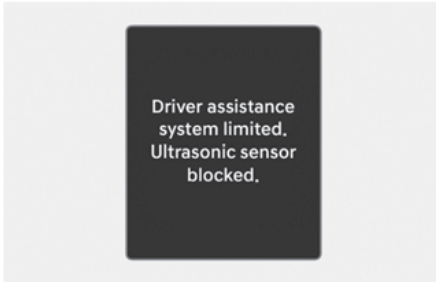 Driver assistance
system limited.
Ultrasonic sensor
blocked.